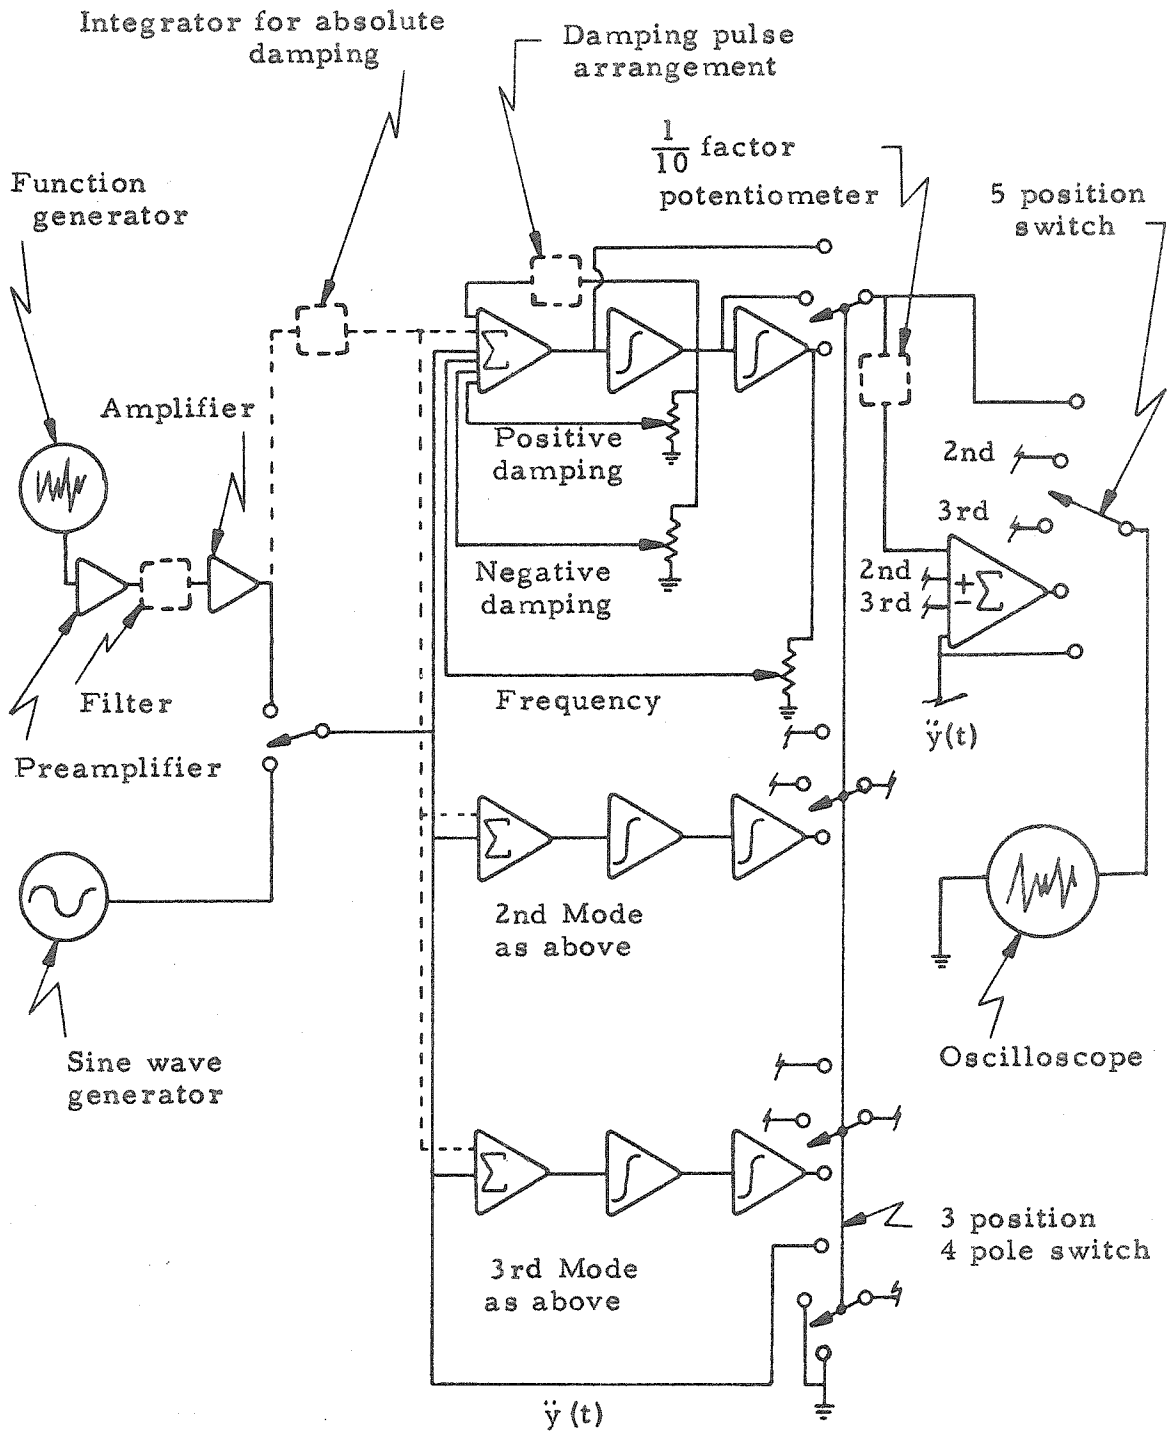 Integrator for absolute
damping
Damping pulse
arrangement
1/10 factor
potentiometer
5 position
switch
Function
generator
Amplifier
Σ
∫
∫
Positive
damping
2nd
3rd
Negative
damping
2nd
3rd
+
−
Σ
Filter
Frequency
Preamplifier
ÿ(t)
Σ
∫
∫
2nd Mode
as above
Sine wave
generator
Oscilloscope
Σ
∫
∫
3 position
4 pole switch
3rd Mode
as above
ÿ (t)